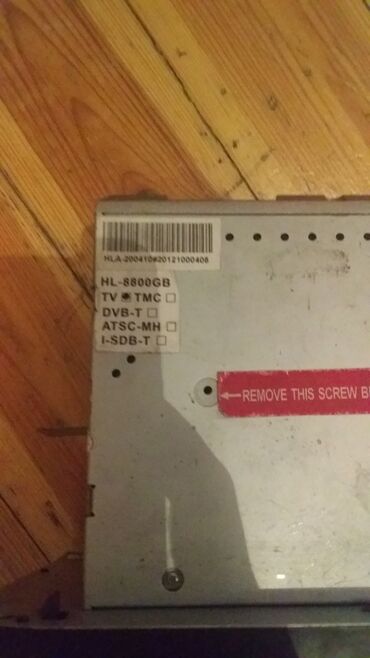 HLA-200410#20121000406
HL-8800GB
TV TMC
DVB-T
ATSC-MH
I-SDB-T
REMOVE THIS SCREW